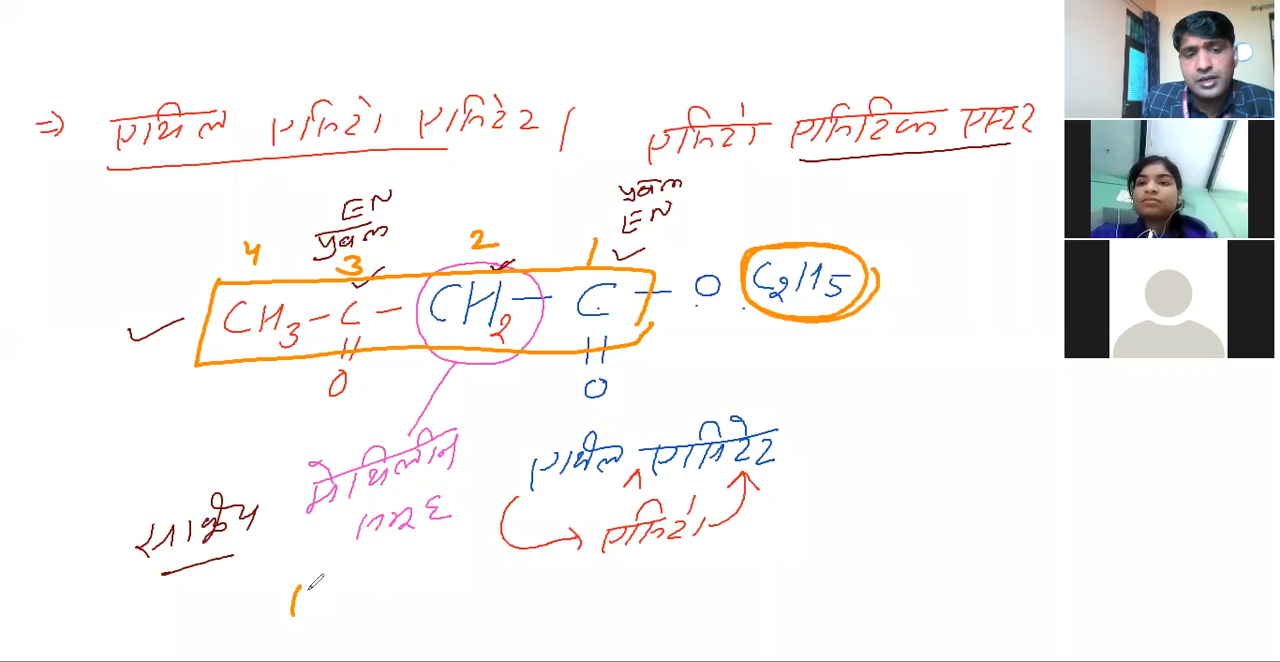 ⇒ एथिल एसिटो एसिटेट / एसिटो एसिटिक एस्टर
EN प्रबल
प्रबल EN
4 3 2 1
CH3 – C – CH2 – C – O C2H5
|| ||
O O
मेथिलीन समूह
एथिल एसिटेट
→ एसिटो
सक्रिय